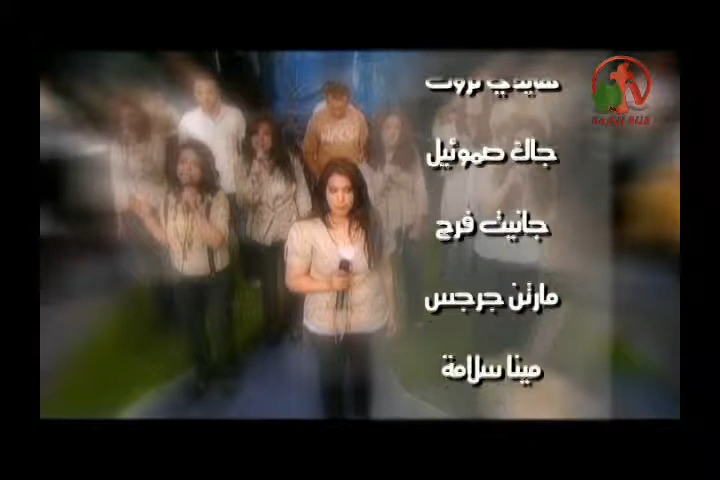 جاك صموئيل
جانيت فرج
مارتن جرجس
مينا سلامة